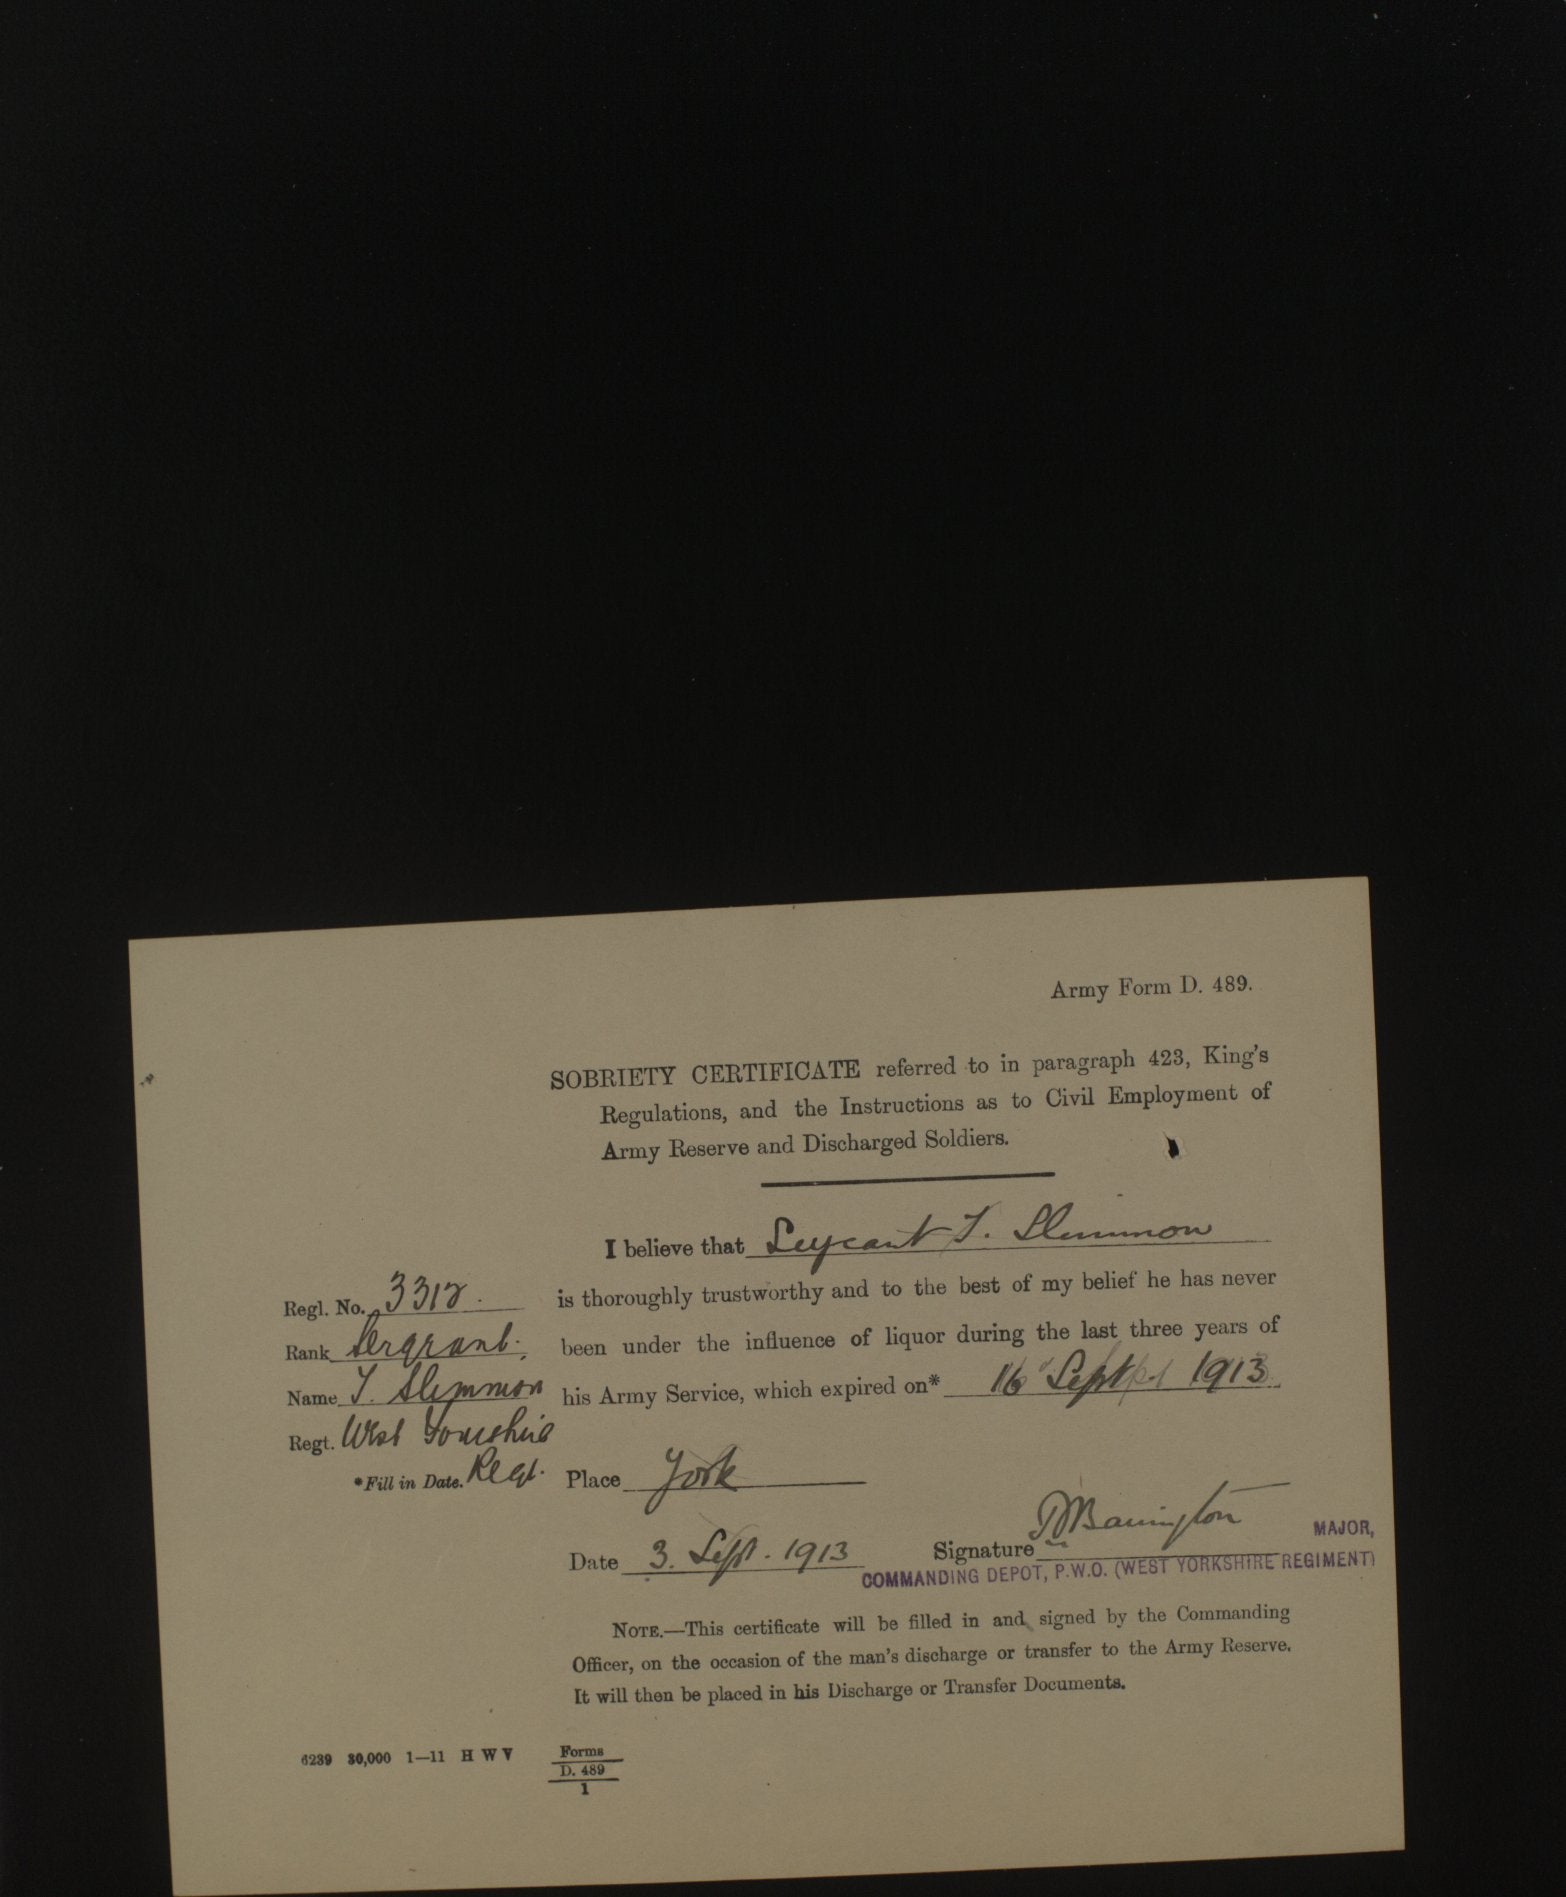 Army Form D. 489.
SOBRIETY CERTIFICATE referred to in paragraph 423, King's
Regulations, and the Instructions as to Civil Employment of
Army Reserve and Discharged Soldiers.
I believe that Sergeant T. Slemmon
is thoroughly trustworthy and to the best of my belief he has never
been under the influence of liquor during the last three years of
his Army Service, which expired on* 16 Sept 1913
Regl. No. 3312.
Rank Sergeant.
Name T. Slemmon
Regt. West Yorkshire
Regt.
*Fill in Date.
Place York
Date 3. Sept. 1913
Signature Barrington
MAJOR,
COMMANDING DEPOT, P.W.O. (WEST YORKSHIRE REGIMENT)
NOTE.—This certificate will be filled in and signed by the Commanding
Officer, on the occasion of the man's discharge or transfer to the Army Reserve.
It will then be placed in his Discharge or Transfer Documents.
6239 30,000 1—11 H W V
Forms
D. 489
1